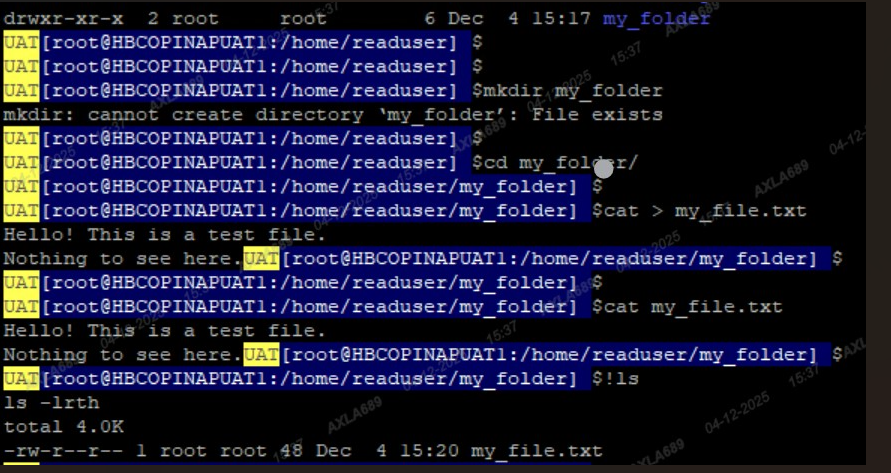 drwxr-xr-x  2 root     root           6 Dec  4 15:17 my_folder
UAT[root@HBCOPINAPUAT1:/home/readuser] $
UAT[root@HBCOPINAPUAT1:/home/readuser] $
UAT[root@HBCOPINAPUAT1:/home/readuser] $mkdir my_folder
mkdir: cannot create directory ‘my_folder’: File exists
UAT[root@HBCOPINAPUAT1:/home/readuser] $
UAT[root@HBCOPINAPUAT1:/home/readuser] $cd my_folder/
UAT[root@HBCOPINAPUAT1:/home/readuser/my_folder] $
UAT[root@HBCOPINAPUAT1:/home/readuser/my_folder] $cat > my_file.txt
Hello! This is a test file.
Nothing to see here.UAT[root@HBCOPINAPUAT1:/home/readuser/my_folder] $
UAT[root@HBCOPINAPUAT1:/home/readuser/my_folder] $
UAT[root@HBCOPINAPUAT1:/home/readuser/my_folder] $cat my_file.txt
Hello! This is a test file.
Nothing to see here.UAT[root@HBCOPINAPUAT1:/home/readuser/my_folder] $
UAT[root@HBCOPINAPUAT1:/home/readuser/my_folder] $!ls
ls -lrth
total 4.0K
-rw-r--r-- 1 root root 48 Dec  4 15:20 my_file.txt
AXLA689
04-12-2025
15:37